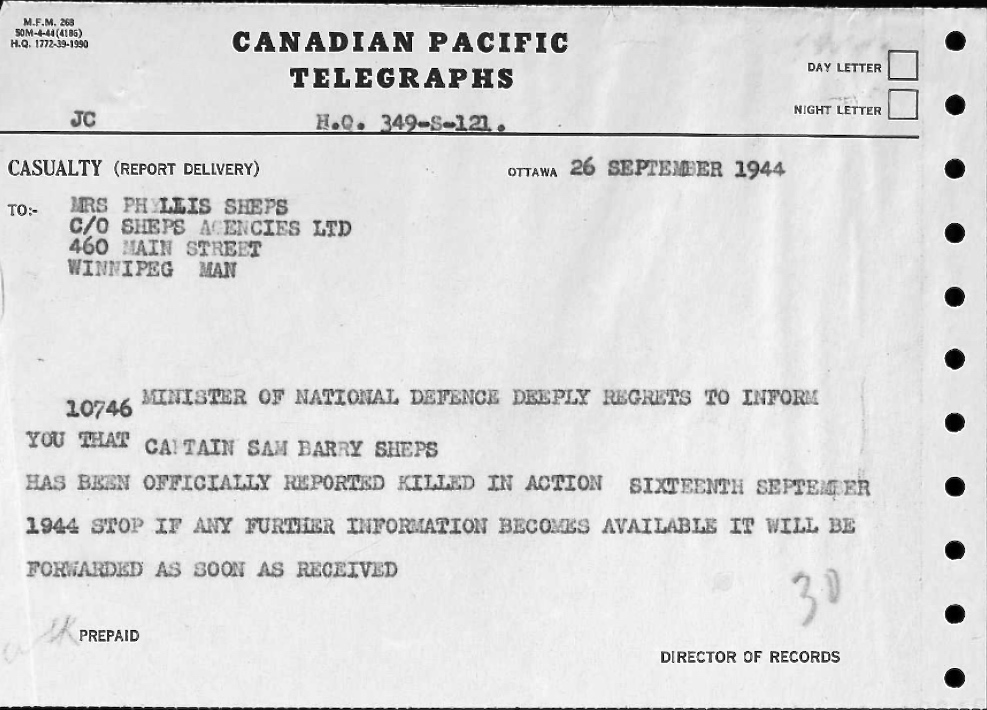 M.F.M. 268
50M-4-44(4186)
H.Q. 1772-39-1990
CANADIAN PACIFIC
TELEGRAPHS
DAY LETTER
NIGHT LETTER
JC H.Q. 349-S-121.
CASUALTY (REPORT DELIVERY) OTTAWA 26 SEPTEMBER 1944
TO:- MRS PHYLLIS SHEPS
C/O SHEPS AGENCIES LTD
460 MAIN STREET
WINNIPEG MAN
10746 MINISTER OF NATIONAL DEFENCE DEEPLY REGRETS TO INFORM
YOU THAT CAPTAIN SAM BARRY SHEPS
HAS BEEN OFFICIALLY REPORTED KILLED IN ACTION SIXTEENTH SEPTEMBER
1944 STOP IF ANY FURTHER INFORMATION BECOMES AVAILABLE IT WILL BE
FORWARDED AS SOON AS RECEIVED
30
PREPAID
DIRECTOR OF RECORDS